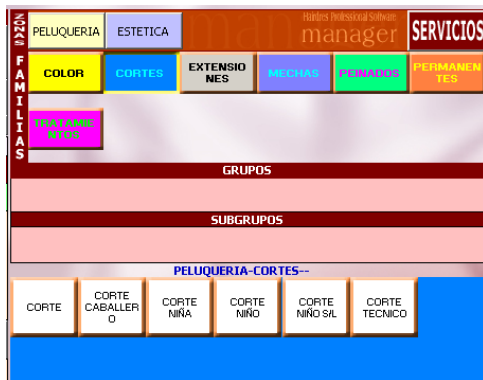 ZONAS
PELUQUERIA
ESTETICA
Hairdres Professional Software
manager
SERVICIOS
FAMILIAS
COLOR
CORTES
EXTENSIO
NES
MECHAS
PEINADOS
PERMANEN
TES
TRATAMIE
NTOS
GRUPOS
SUBGRUPOS
PELUQUERIA-CORTES--
CORTE
CORTE
CABALLER
O
CORTE
NIÑA
CORTE
NIÑO
CORTE
NIÑO S/L
CORTE
TECNICO